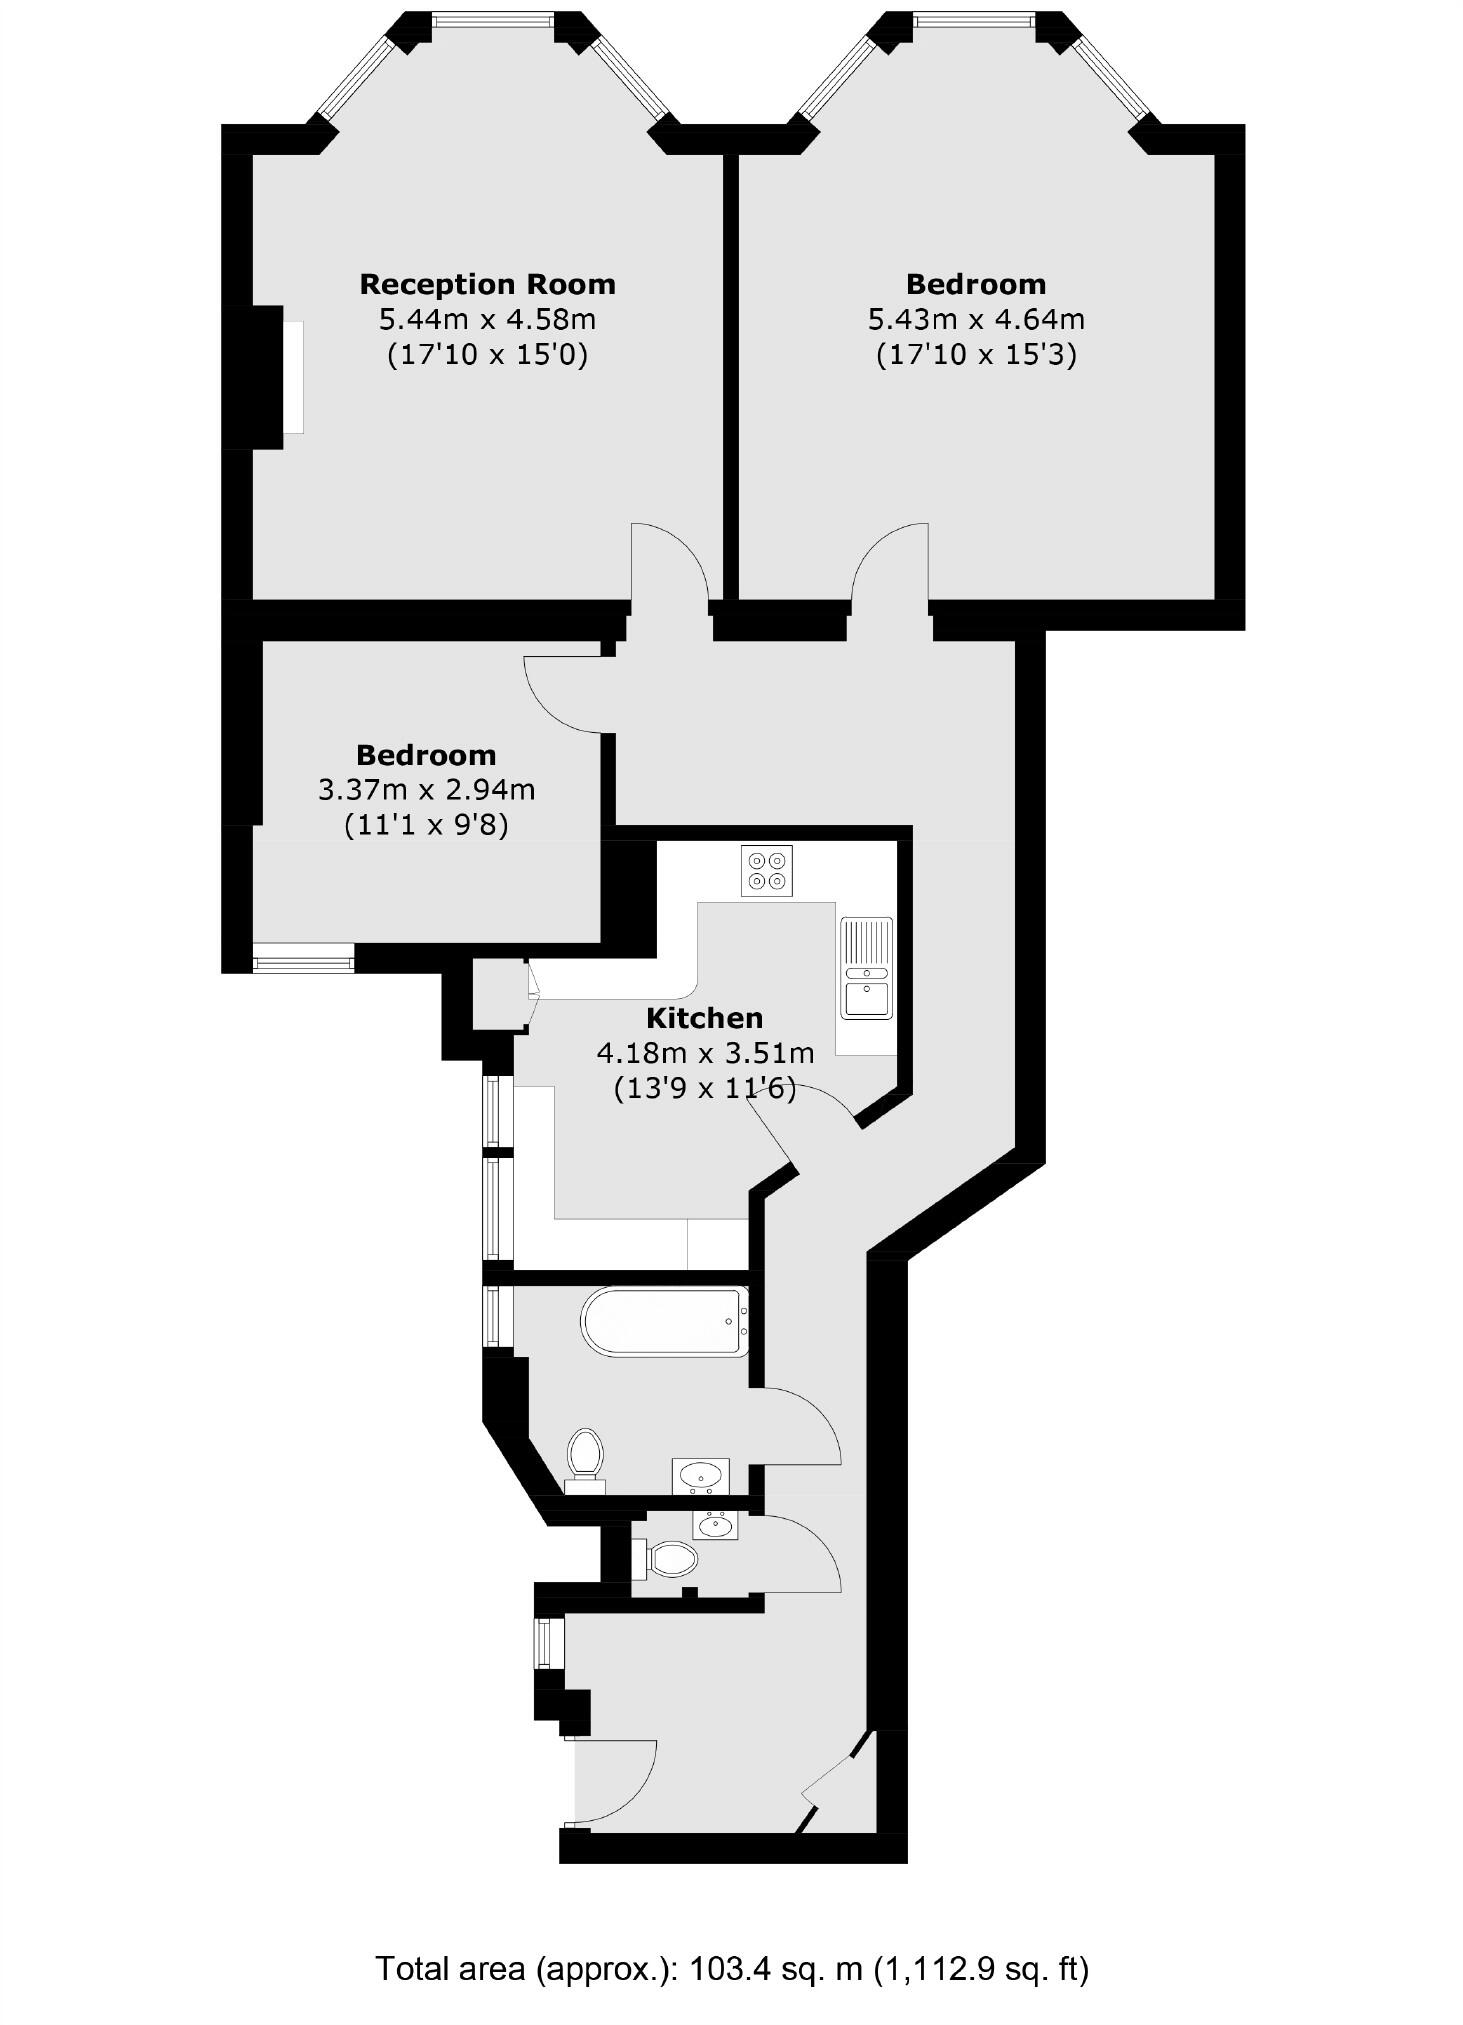 Reception Room
5.44m x 4.58m
(17'10 x 15'0)
Bedroom
5.43m x 4.64m
(17'10 x 15'3)
Bedroom
3.37m x 2.94m
(11'1 x 9'8)
Kitchen
4.18m x 3.51m
(13'9 x 11'6)
Total area (approx.): 103.4 sq. m (1,112.9 sq. ft)